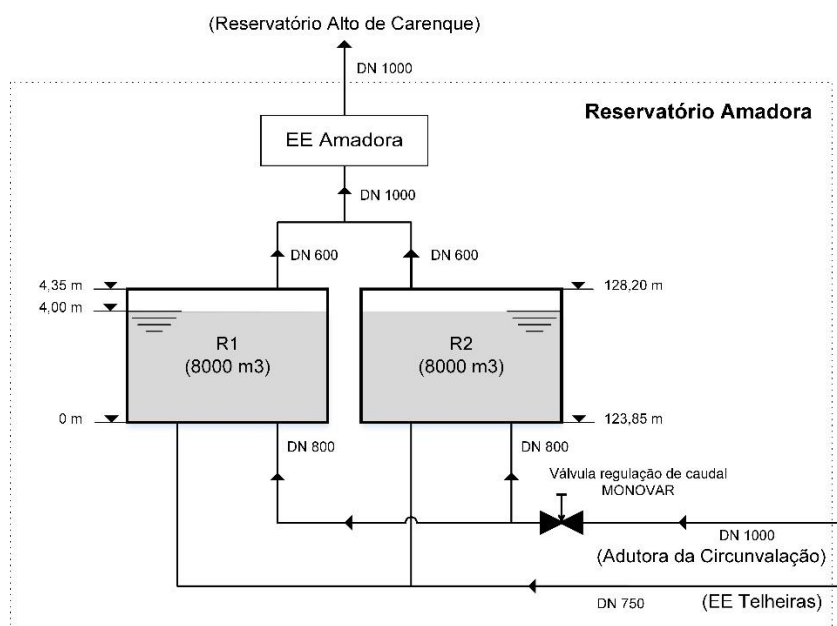 (Reservatório Alto de Carenque)
DN 1000
Reservatório Amadora
EE Amadora
DN 1000
DN 600
DN 600
4,35 m
128,20 m
4,00 m
R1
(8000 m3)
R2
(8000 m3)
0 m
123,85 m
DN 800
DN 800
Válvula regulação de caudal
MONOVAR
DN 1000
(Adutora da Circunvalação)
DN 750
(EE Telheiras)